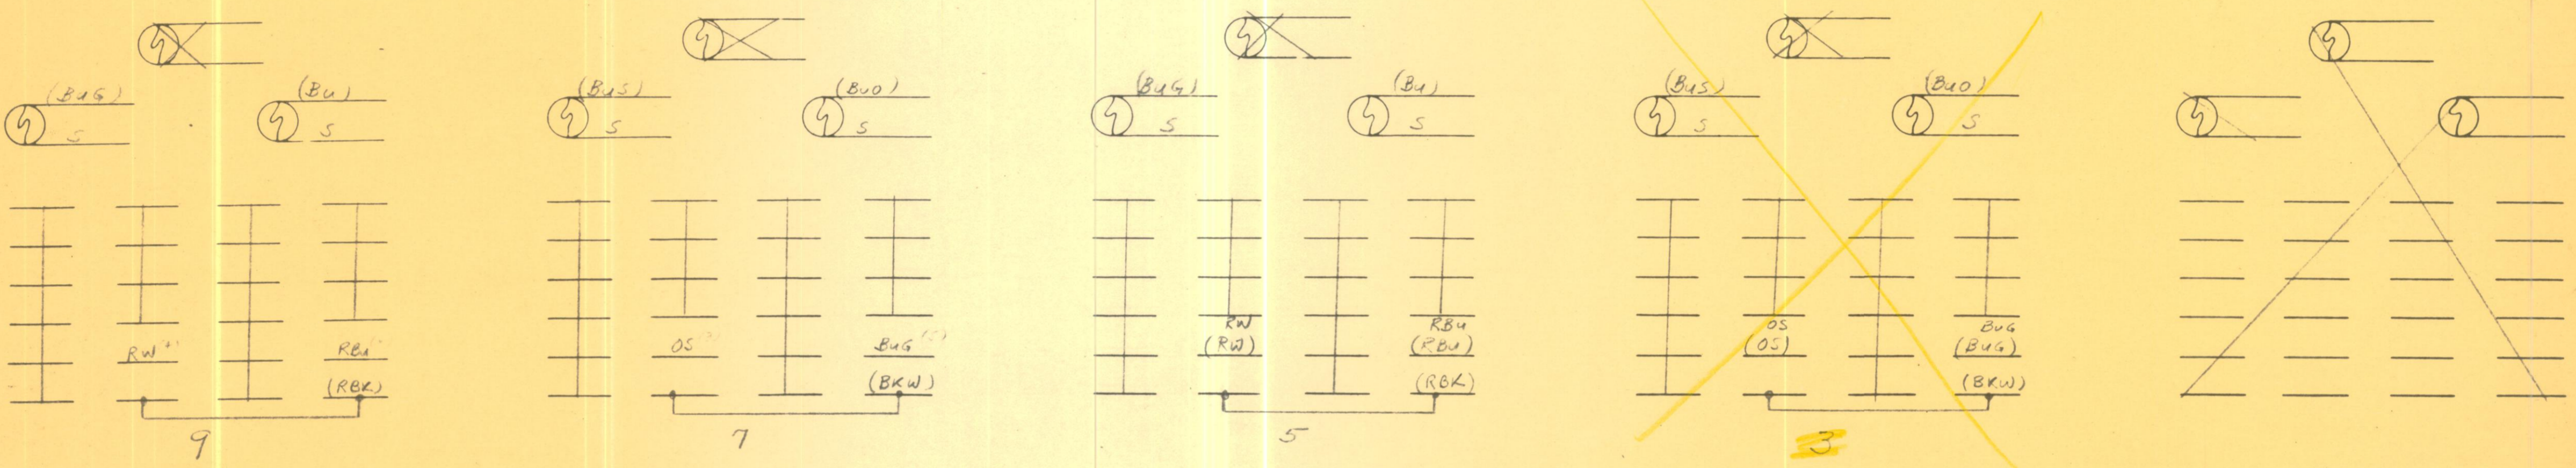 (BuG) (Bu) (BuS) (BuO) (BuG) (Bu) (BuS) (BuO)
S S S S S S S S
RW RBu OS BuG
RW RBu OS BuG
(RW) (RBu) (OS) (BuG)
(RBK) (BKW) (RBK) (BKW)
9 7 5 3